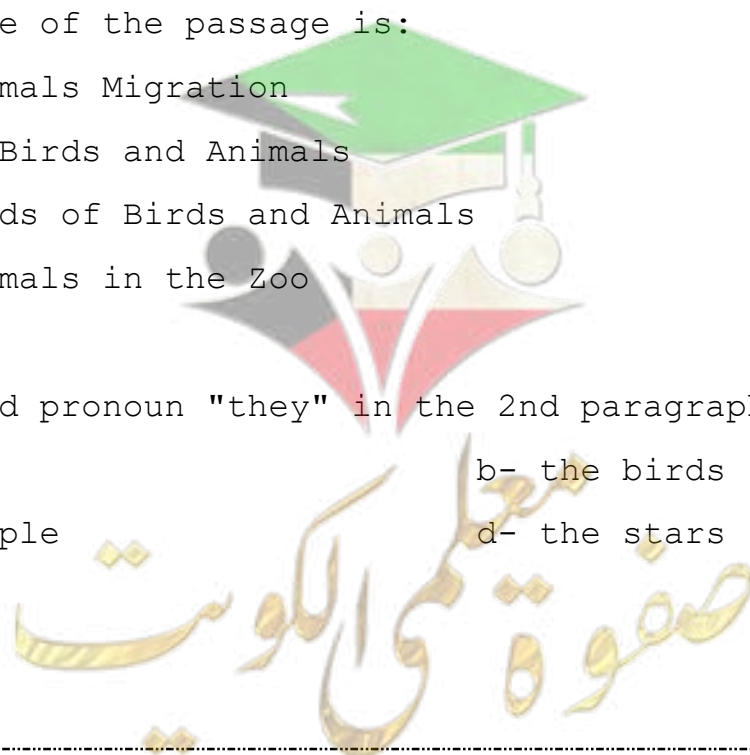 e of the passage is:
mals Migration
Birds and Animals
ds of Birds and Animals
mals in the Zoo
d pronoun "they" in the 2nd paragraph
b- the birds
ple d- the stars
صفوة معلمي الكويت